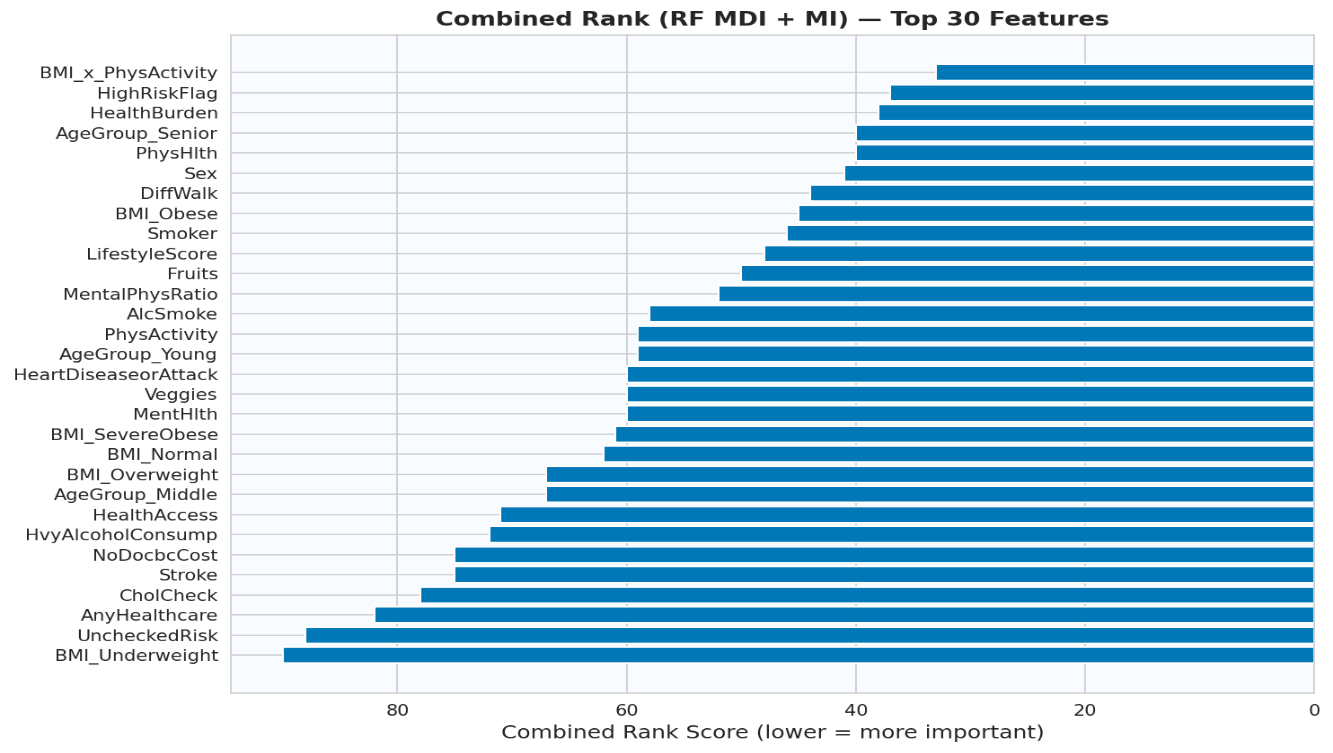 Combined Rank (RF MDI + MI) — Top 30 Features
BMI_x_PhysActivity
HighRiskFlag
HealthBurden
AgeGroup_Senior
PhysHlth
Sex
DiffWalk
BMI_Obese
Smoker
LifestyleScore
Fruits
MentalPhysRatio
AlcSmoke
PhysActivity
AgeGroup_Young
HeartDiseaseorAttack
Veggies
MentHlth
BMI_SevereObese
BMI_Normal
BMI_Overweight
AgeGroup_Middle
HealthAccess
HvyAlcoholConsump
NoDocbcCost
Stroke
CholCheck
AnyHealthcare
UncheckedRisk
BMI_Underweight
80 60 40 20 0
Combined Rank Score (lower = more important)